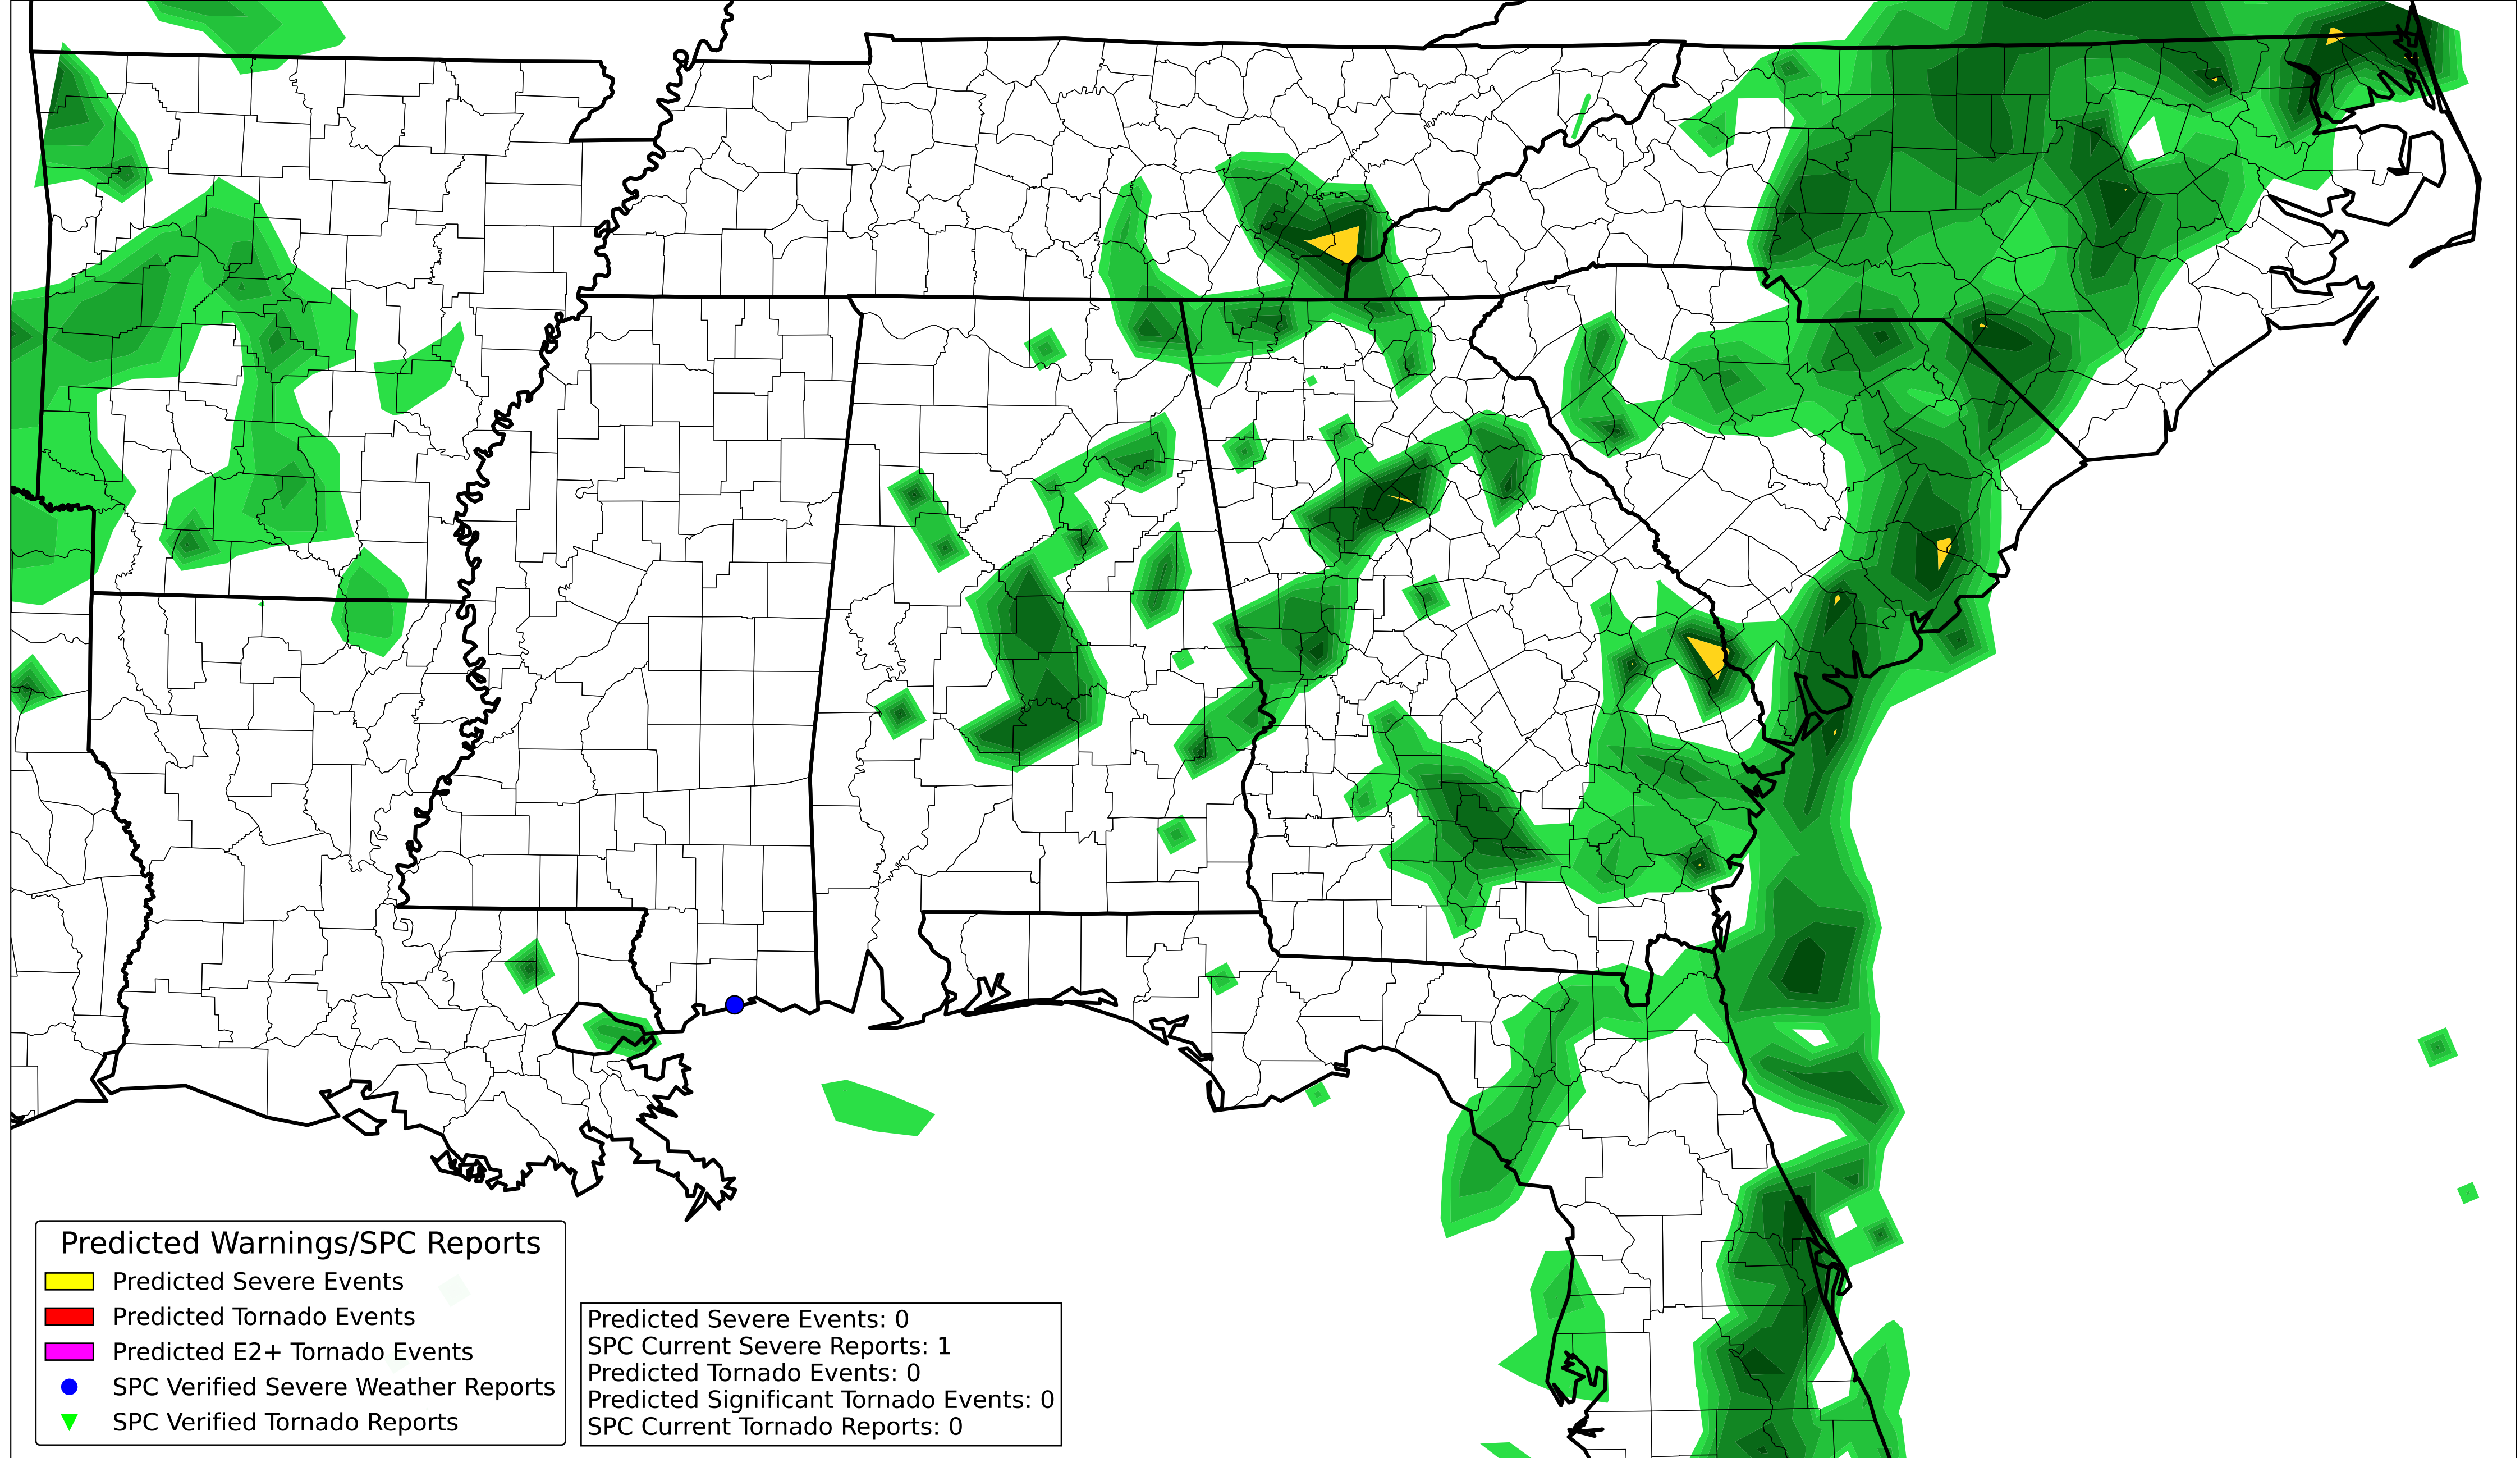 Predicted Warnings/SPC Reports
Predicted Severe Events
Predicted Tornado Events
Predicted E2+ Tornado Events
SPC Verified Severe Weather Reports
SPC Verified Tornado Reports
Predicted Severe Events: 0
SPC Current Severe Reports: 1
Predicted Tornado Events: 0
Predicted Significant Tornado Events: 0
SPC Current Tornado Reports: 0